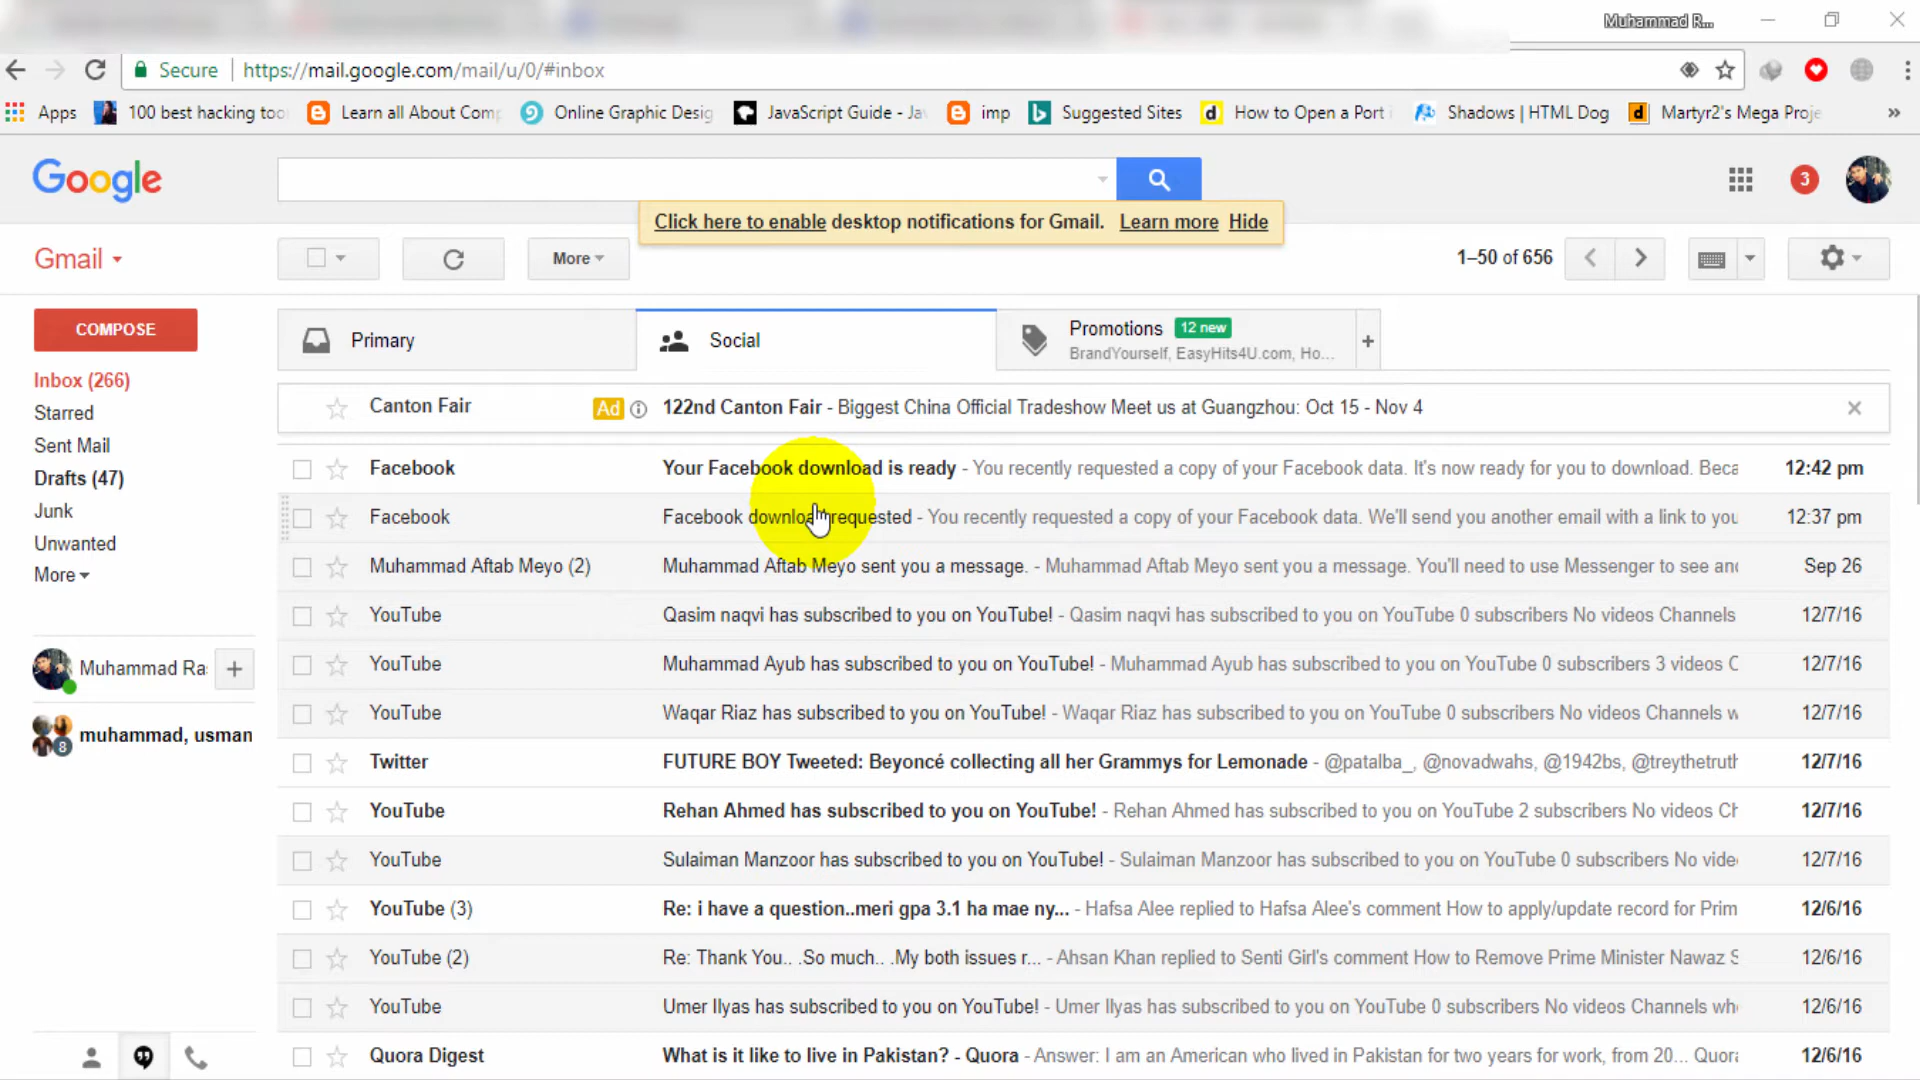 Muhammad R...
Secure https://mail.google.com/mail/u/0/#inbox
Apps 100 best hacking too Learn all About Com Online Graphic Desig JavaScript Guide - Ja imp Suggested Sites How to Open a Port Shadows | HTML Dog Martyr2's Mega Proj »
Google 3
Click here to enable desktop notifications for Gmail. Learn more Hide
Gmail More 1–50 of 656
COMPOSE
Inbox (266)
Starred
Sent Mail
Drafts (47)
Junk
Unwanted
More
Muhammad Ra
8 muhammad, usman
Primary Social Promotions 12 new
BrandYourself, EasyHits4U.com, Ho...
Canton Fair Ad 122nd Canton Fair - Biggest China Official Tradeshow Meet us at Guangzhou: Oct 15 - Nov 4
Facebook Your Facebook download is ready - You recently requested a copy of your Facebook data. It's now ready for you to download. Beca 12:42 pm
Facebook Facebook download requested - You recently requested a copy of your Facebook data. We'll send you another email with a link to you 12:37 pm
Muhammad Aftab Meyo (2) Muhammad Aftab Meyo sent you a message. - Muhammad Aftab Meyo sent you a message. You'll need to use Messenger to see and Sep 26
YouTube Qasim naqvi has subscribed to you on YouTube! - Qasim naqvi has subscribed to you on YouTube 0 subscribers No videos Channels 12/7/16
YouTube Muhammad Ayub has subscribed to you on YouTube! - Muhammad Ayub has subscribed to you on YouTube 0 subscribers 3 videos C 12/7/16
YouTube Waqar Riaz has subscribed to you on YouTube! - Waqar Riaz has subscribed to you on YouTube 0 subscribers No videos Channels w 12/7/16
Twitter FUTURE BOY Tweeted: Beyoncé collecting all her Grammys for Lemonade - @patalba_, @novadwahs, @1942bs, @treythetruth 12/7/16
YouTube Rehan Ahmed has subscribed to you on YouTube! - Rehan Ahmed has subscribed to you on YouTube 2 subscribers No videos Ch 12/7/16
YouTube Sulaiman Manzoor has subscribed to you on YouTube! - Sulaiman Manzoor has subscribed to you on YouTube 0 subscribers No vide 12/7/16
YouTube (3) Re: i have a question..meri gpa 3.1 ha mae ny... - Hafsa Alee replied to Hafsa Alee's comment How to apply/update record for Prim 12/6/16
YouTube (2) Re: Thank You.. .So much.. .My both issues r... - Ahsan Khan replied to Senti Girl's comment How to Remove Prime Minister Nawaz S 12/6/16
YouTube Umer Ilyas has subscribed to you on YouTube! - Umer Ilyas has subscribed to you on YouTube 0 subscribers No videos Channels wh 12/6/16
Quora Digest What is it like to live in Pakistan? - Quora - Answer: I am an American who lived in Pakistan for two years for work, from 20... Quora 12/6/16